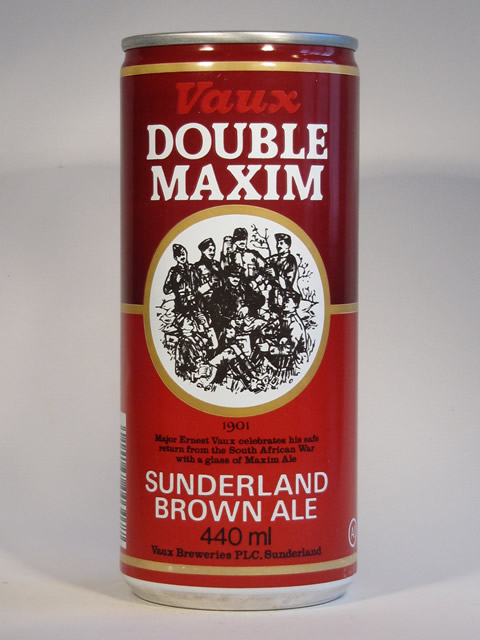 Vaux
DOUBLE
MAXIM
1901
Major Ernest Vaux celebrates his safe
return from the South African War
with a glass of Maxim Ale
SUNDERLAND
BROWN ALE
440 ml
Vaux Breweries PLC. Sunderland